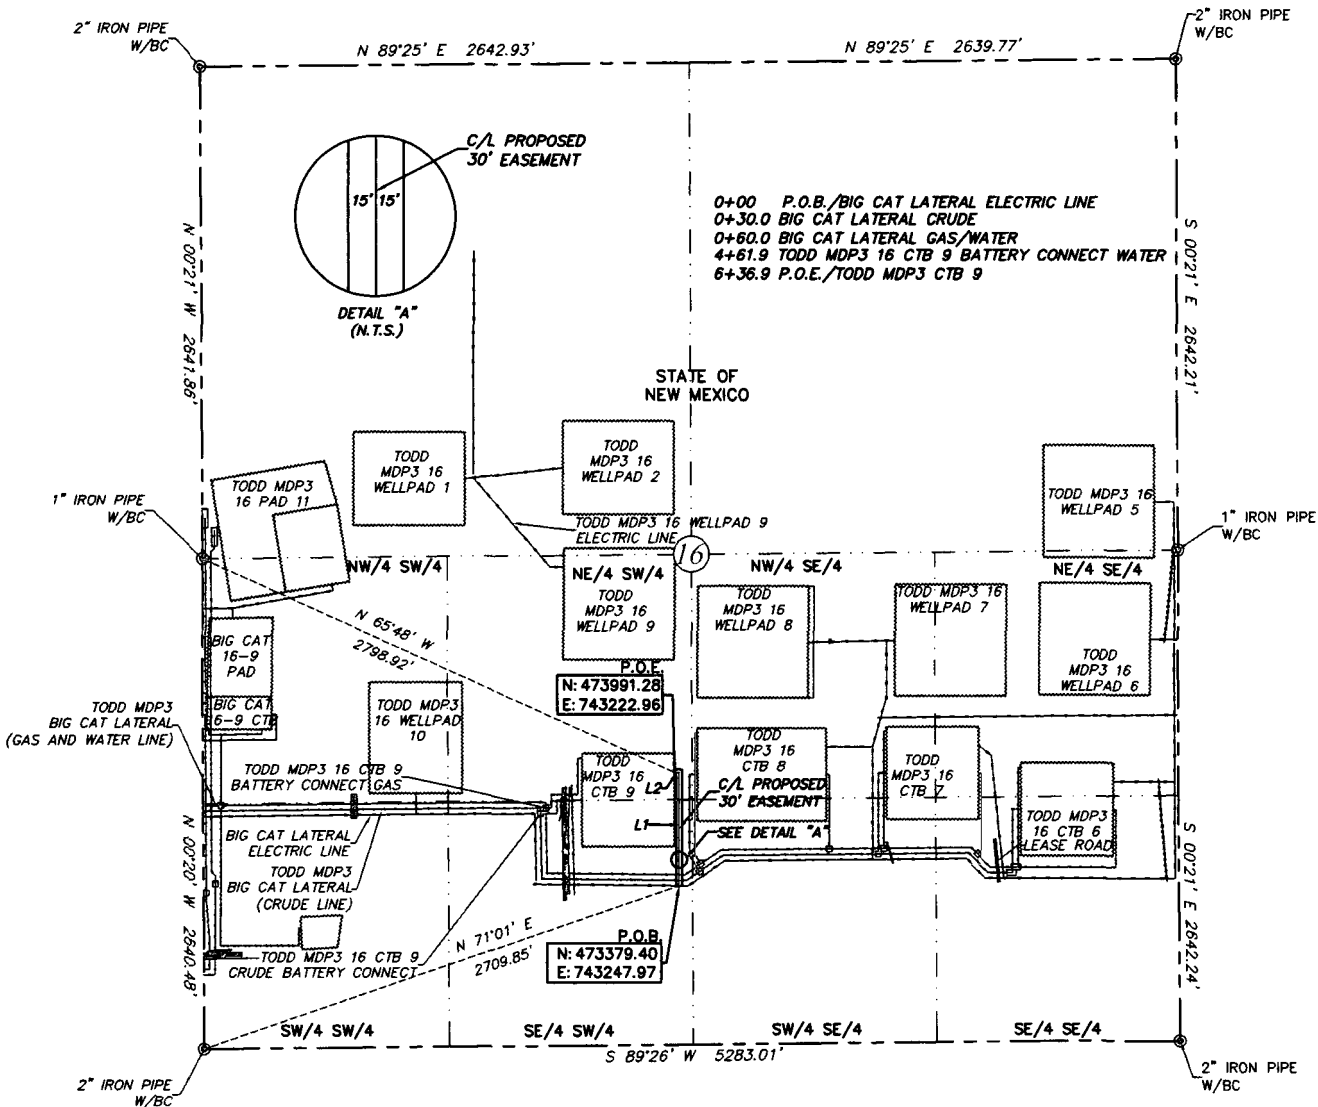 2" IRON PIPE
W/BC
N 89°25' E 2642.93'
N 89°25' E 2639.77'
2" IRON PIPE
W/BC
C/L PROPOSED
30' EASEMENT
15' 15'
DETAIL "A"
(N.T.S.)
0+00 P.O.B./BIG CAT LATERAL ELECTRIC LINE
0+30.0 BIG CAT LATERAL CRUDE
0+60.0 BIG CAT LATERAL GAS/WATER
4+61.9 TODD MDP3 16 CTB 9 BATTERY CONNECT WATER
6+36.9 P.O.E./TODD MDP3 CTB 9
N 00°21' W 2641.86'
S 00°21' E 2642.21'
STATE OF
NEW MEXICO
TODD
MDP3 16
WELLPAD 1
TODD
MDP3 16
WELLPAD 2
TODD MDP3
16 PAD 11
TODD MDP3 16
WELLPAD 5
1" IRON PIPE
W/BC
TODD MDP3 16 WELLPAD 9
ELECTRIC LINE
1" IRON PIPE
W/BC
16
NW/4 SW/4
NE/4 SW/4
NW/4 SE/4
NE/4 SE/4
TODD
MDP3 16
WELLPAD 9
TODD
MDP3 16
WELLPAD 8
TODD MDP3 16
WELLPAD 7
TODD
MDP3 16
WELLPAD 6
N 65°48' W
2798.92'
BIG CAT
16-9
PAD
P.O.E.
N: 473991.28
E: 743222.96
BIG CAT
6-9 CTB
TODD MDP3
BIG CAT LATERAL
(GAS AND WATER LINE)
TODD MDP3
16 WELLPAD
10
TODD MDP3 16 CTB 9
BATTERY CONNECT GAS
TODD
MDP3 16
CTB 9
L2
L1
TODD
MDP3 16
CTB 8
C/L PROPOSED
30' EASEMENT
SEE DETAIL "A"
TODD
MDP3 16
CTB 7
TODD MDP3
16 CTB 6
LEASE ROAD
BIG CAT LATERAL
ELECTRIC LINE
TODD MDP3
BIG CAT LATERAL
(CRUDE LINE)
N 00°20' W 2640.48'
S 00°21' E 2642.24'
N 71°01' E
2709.85'
P.O.B.
N: 473379.40
E: 743247.97
TODD MDP3 16 CTB 9
CRUDE BATTERY CONNECT
SW/4 SW/4
SE/4 SW/4
SW/4 SE/4
SE/4 SE/4
S 89°26' W 5283.01'
2" IRON PIPE
W/BC
2" IRON PIPE
W/BC